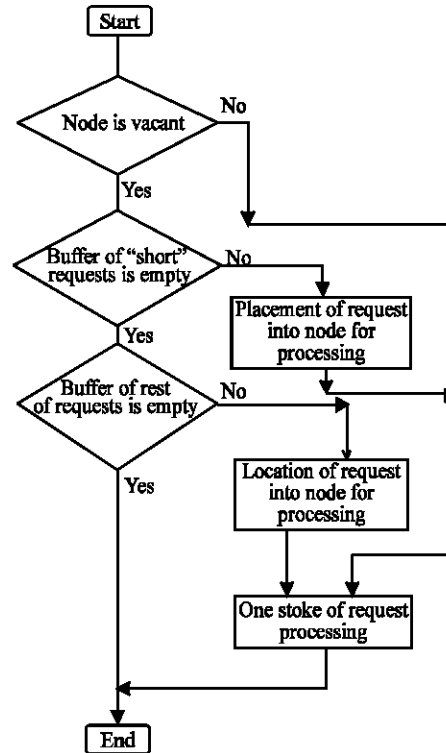 Start
No
Node is vacant
Yes
Buffer of “short”
requests is empty
No
Placement of request
into node for
processing
Yes
Buffer of rest
of requests is empty
No
Location of request
into node for
processing
Yes
One stoke of request
processing
End